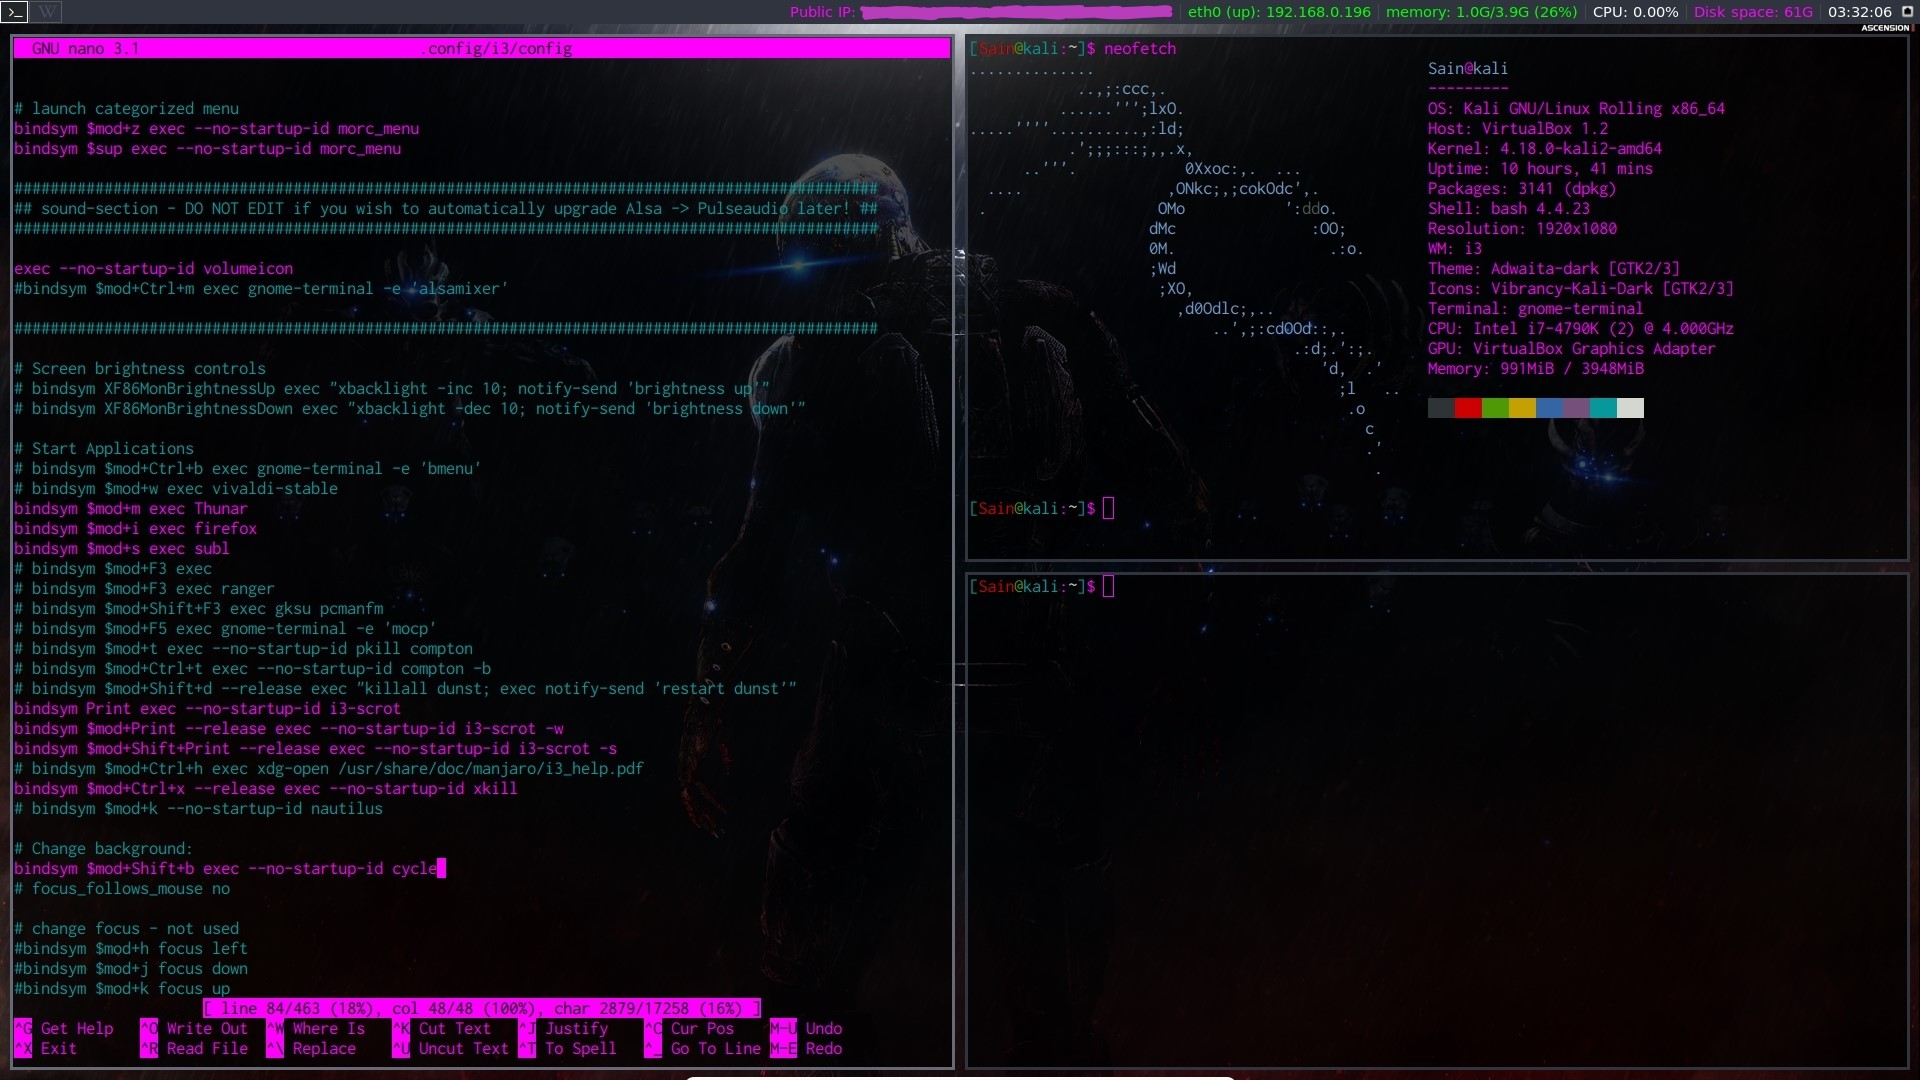 >_ W Public IP: eth0 (up): 192.168.0.196 memory: 1.0G/3.9G (26%) CPU: 0.00% Disk space: 61G 03:32:06
ASCENSION
GNU nano 3.1 .config/i3/config
# launch categorized menu
bindsym $mod+z exec --no-startup-id morc_menu
bindsym $sup exec --no-startup-id morc_menu
################################################################################################
## sound-section - DO NOT EDIT if you wish to automatically upgrade Alsa -> Pulseaudio later! ##
################################################################################################
exec --no-startup-id volumeicon
#bindsym $mod+Ctrl+m exec gnome-terminal -e 'alsamixer'
################################################################################################
# Screen brightness controls
# bindsym XF86MonBrightnessUp exec "xbacklight -inc 10; notify-send 'brightness up'"
# bindsym XF86MonBrightnessDown exec "xbacklight -dec 10; notify-send 'brightness down'"
# Start Applications
# bindsym $mod+Ctrl+b exec gnome-terminal -e 'bmenu'
# bindsym $mod+w exec vivaldi-stable
bindsym $mod+m exec Thunar
bindsym $mod+i exec firefox
bindsym $mod+s exec subl
# bindsym $mod+F3 exec
# bindsym $mod+F3 exec ranger
# bindsym $mod+Shift+F3 exec gksu pcmanfm
# bindsym $mod+F5 exec gnome-terminal -e 'mocp'
# bindsym $mod+t exec --no-startup-id pkill compton
# bindsym $mod+Ctrl+t exec --no-startup-id compton -b
# bindsym $mod+Shift+d --release exec "killall dunst; exec notify-send 'restart dunst'"
bindsym Print exec --no-startup-id i3-scrot
bindsym $mod+Print --release exec --no-startup-id i3-scrot -w
bindsym $mod+Shift+Print --release exec --no-startup-id i3-scrot -s
# bindsym $mod+Ctrl+h exec xdg-open /usr/share/doc/manjaro/i3_help.pdf
bindsym $mod+Ctrl+x --release exec --no-startup-id xkill
# bindsym $mod+k --no-startup-id nautilus
# Change background:
bindsym $mod+Shift+b exec --no-startup-id cycle
# focus_follows_mouse no
# change focus - not used
#bindsym $mod+h focus left
#bindsym $mod+j focus down
#bindsym $mod+k focus up
[ line 84/463 (18%), col 48/48 (100%), char 2879/17258 (16%) ]
^G Get Help ^O Write Out ^W Where Is ^K Cut Text ^J Justify ^C Cur Pos M-U Undo
^X Exit ^R Read File ^\ Replace ^U Uncut Text ^T To Spell ^_ Go To Line M-E Redo
[Sain@kali:~]$ neofetch
..............
..,;:ccc,.
......''';lxO.
.....''''..........,:ld;
.';;;:::;,,.x,
..'''. 0Xxoc:,. ...
.... ,ONkc;,;cokOdc',.
. OMo ':ddo.
dMc :OO;
0M. .:o.
;Wd
;XO,
,d0Odlc;,..
..',;:cdOOd::,.
.:d;.':;.
'd, .'
;l ..
.o
c
.'
.
Sain@kali
---------
OS: Kali GNU/Linux Rolling x86_64
Host: VirtualBox 1.2
Kernel: 4.18.0-kali2-amd64
Uptime: 10 hours, 41 mins
Packages: 3141 (dpkg)
Shell: bash 4.4.23
Resolution: 1920x1080
WM: i3
Theme: Adwaita-dark [GTK2/3]
Icons: Vibrancy-Kali-Dark [GTK2/3]
Terminal: gnome-terminal
CPU: Intel i7-4790K (2) @ 4.000GHz
GPU: VirtualBox Graphics Adapter
Memory: 991MiB / 3948MiB
[Sain@kali:~]$
[Sain@kali:~]$